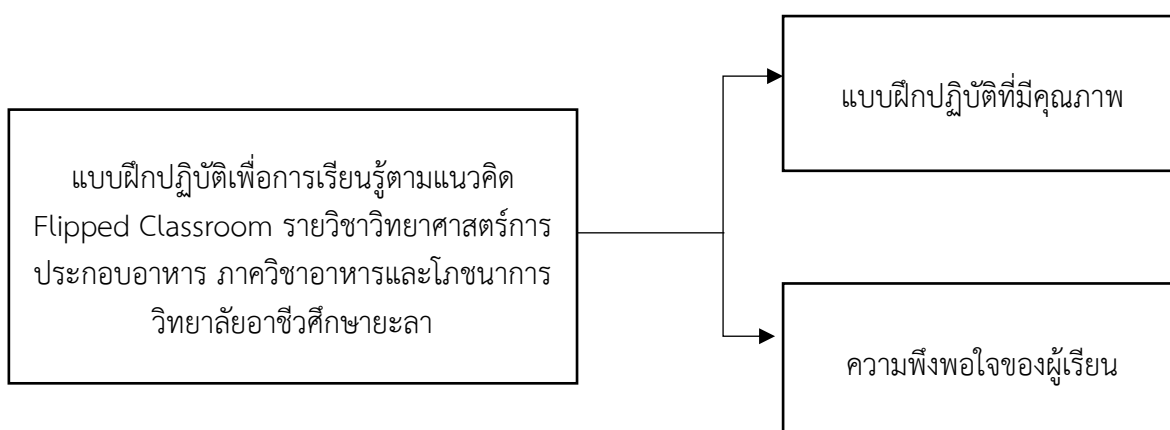 แบบฝึกปฏิบัติที่มีคุณภาพ
แบบฝึกปฏิบัติเพื่อการเรียนรู้ตามแนวคิด
Flipped Classroom รายวิชาวิทยาศาสตร์การ
ประกอบอาหาร ภาควิชาอาหารและโภชนาการ
วิทยาลัยอาชีวศึกษายะลา
ความพึงพอใจของผู้เรียน